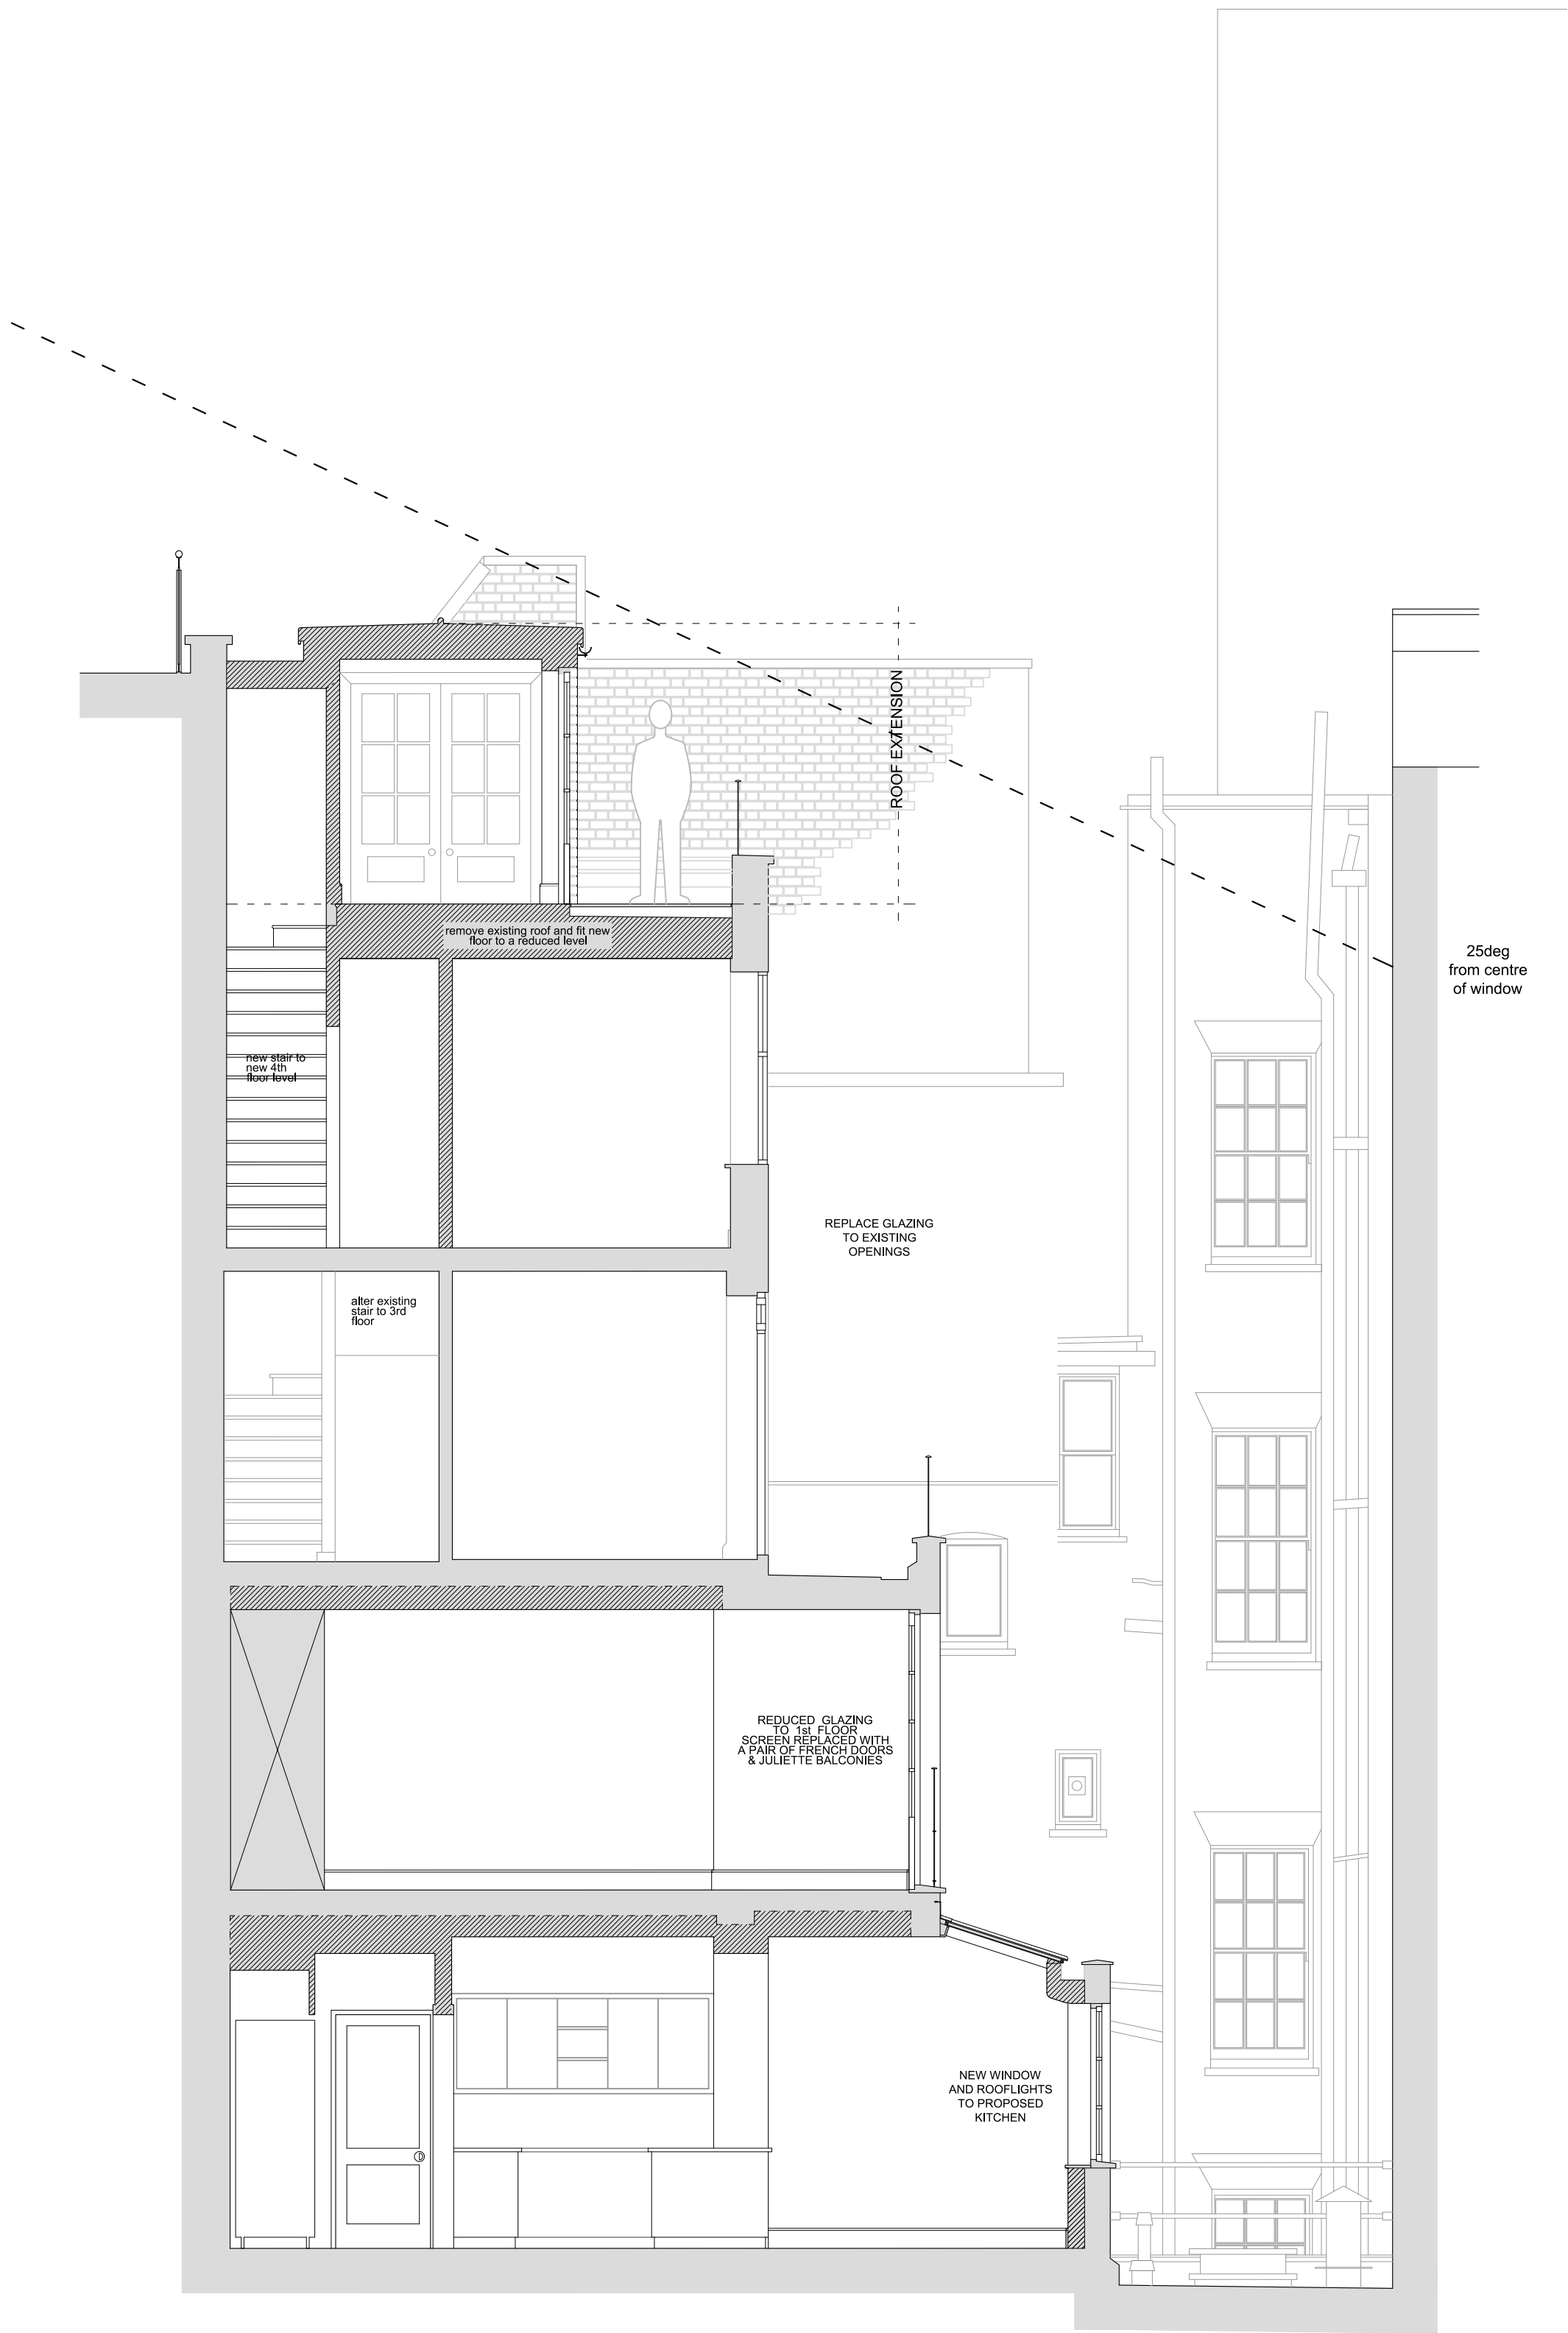 ROOF EXTENSION
remove existing roof and fit new
floor to a reduced level
25deg
from centre
of window
new stair to
new 4th
floor level
REPLACE GLAZING
TO EXISTING
OPENINGS
alter existing
stair to 3rd
floor
REDUCED GLAZING
TO 1st FLOOR
SCREEN REPLACED WITH
A PAIR OF FRENCH DOORS
& JULIETTE BALCONIES
NEW WINDOW
AND ROOFLIGHTS
TO PROPOSED
KITCHEN